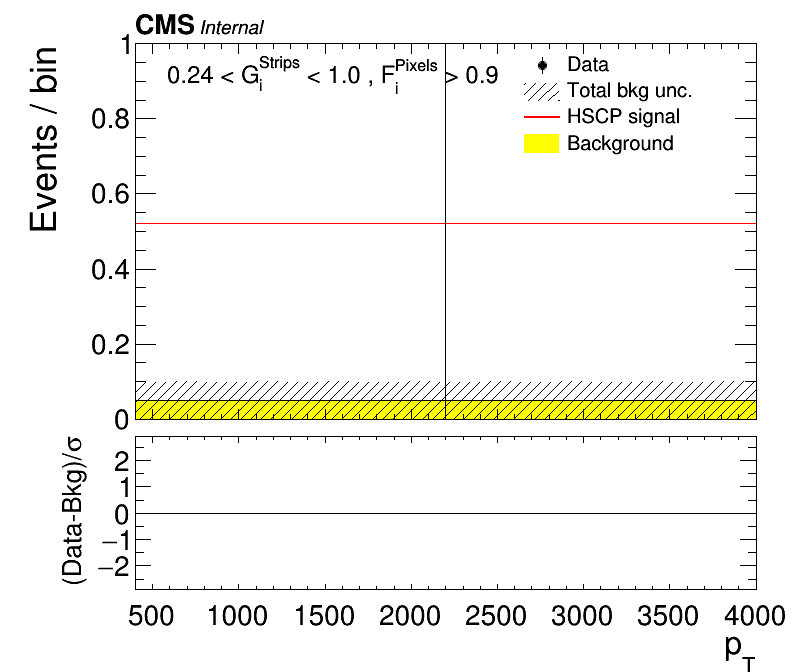 CMS Internal
0.24 < G_i^Strips < 1.0 , F_i^Pixels > 0.9
Data
Total bkg unc.
HSCP signal
Background
Events / bin
1
0.8
0.6
0.4
0.2
0
(Data-Bkg)/σ
2
1
0
−1
−2
500 1000 1500 2000 2500 3000 3500 4000
p_T